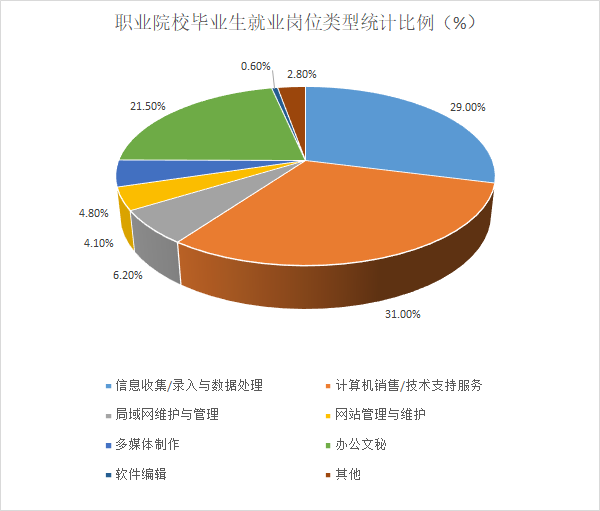 职业院校毕业生就业岗位类型统计比例（%）
0.60%
2.80%
21.50%
29.00%
4.80%
4.10%
6.20%
31.00%
信息收集/录入与数据处理
计算机销售/技术支持服务
局域网维护与管理
网站管理与维护
多媒体制作
办公文秘
软件编辑
其他